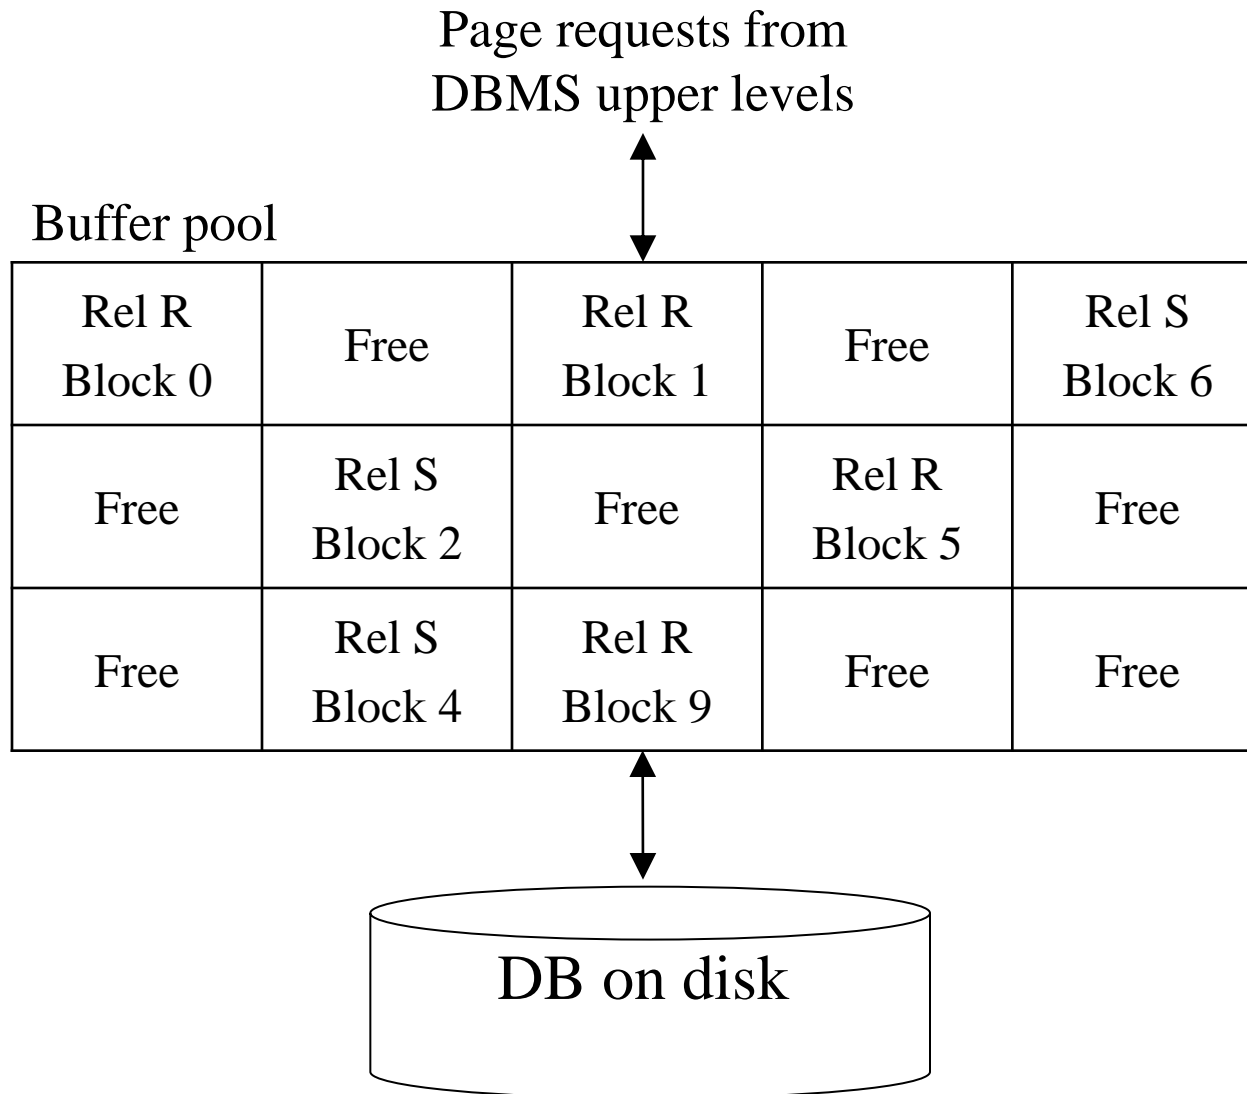 Page requests from
DBMS upper levels
Buffer pool
Rel R
Block 0
Free
Rel R
Block 1
Free
Rel S
Block 6
Free
Rel S
Block 2
Free
Rel R
Block 5
Free
Free
Rel S
Block 4
Rel R
Block 9
Free
Free
DB on disk